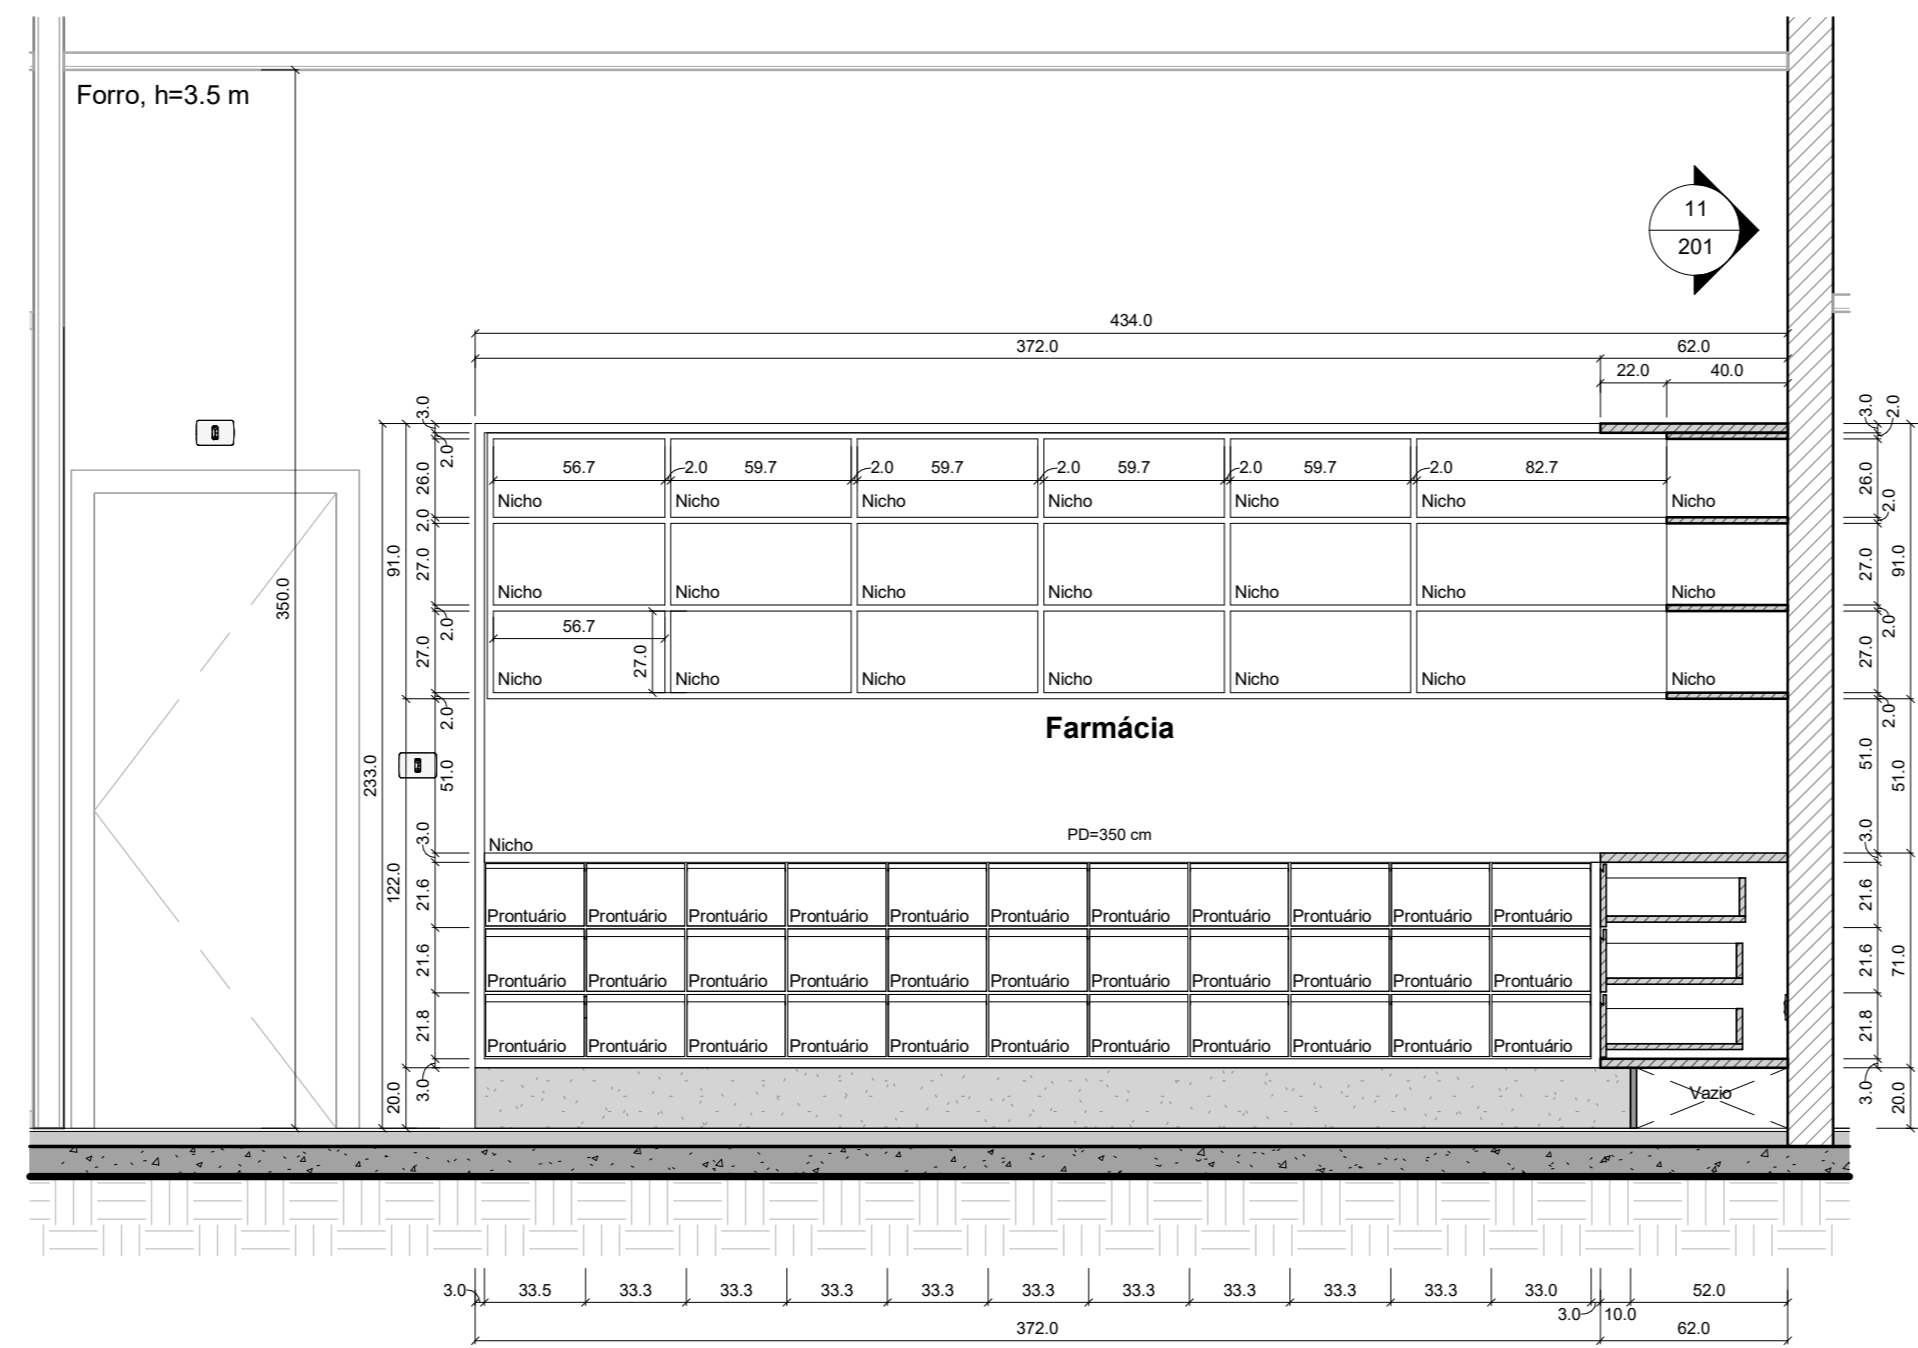 Forro, h=3.5 m
11
201
434.0
372.0 62.0
22.0 40.0
3.0 3.0 2.0
2.0
56.7 2.0 59.7 2.0 59.7 2.0 59.7 2.0 59.7 2.0 82.7
26.0 26.0
Nicho Nicho Nicho Nicho Nicho Nicho Nicho
2.0 2.0
350.0
91.0 27.0 27.0 91.0
Nicho Nicho Nicho Nicho Nicho Nicho Nicho
2.0 2.0
56.7
27.0 27.0 27.0
Nicho Nicho Nicho Nicho Nicho Nicho Nicho
2.0 2.0
Farmácia
233.0 51.0 51.0 51.0
3.0 PD=350 cm 3.0
Nicho
122.0 21.6 21.6
Prontuário Prontuário Prontuário Prontuário Prontuário Prontuário Prontuário Prontuário Prontuário Prontuário Prontuário
21.6 21.6 71.0
Prontuário Prontuário Prontuário Prontuário Prontuário Prontuário Prontuário Prontuário Prontuário Prontuário Prontuário
21.8 21.8
Prontuário Prontuário Prontuário Prontuário Prontuário Prontuário Prontuário Prontuário Prontuário Prontuário Prontuário
20.0 3.0 Vazio 3.0 20.0
3.0 33.5 33.3 33.3 33.3 33.3 33.3 33.3 33.3 33.3 33.3 33.0 52.0
3.0 10.0
372.0 62.0